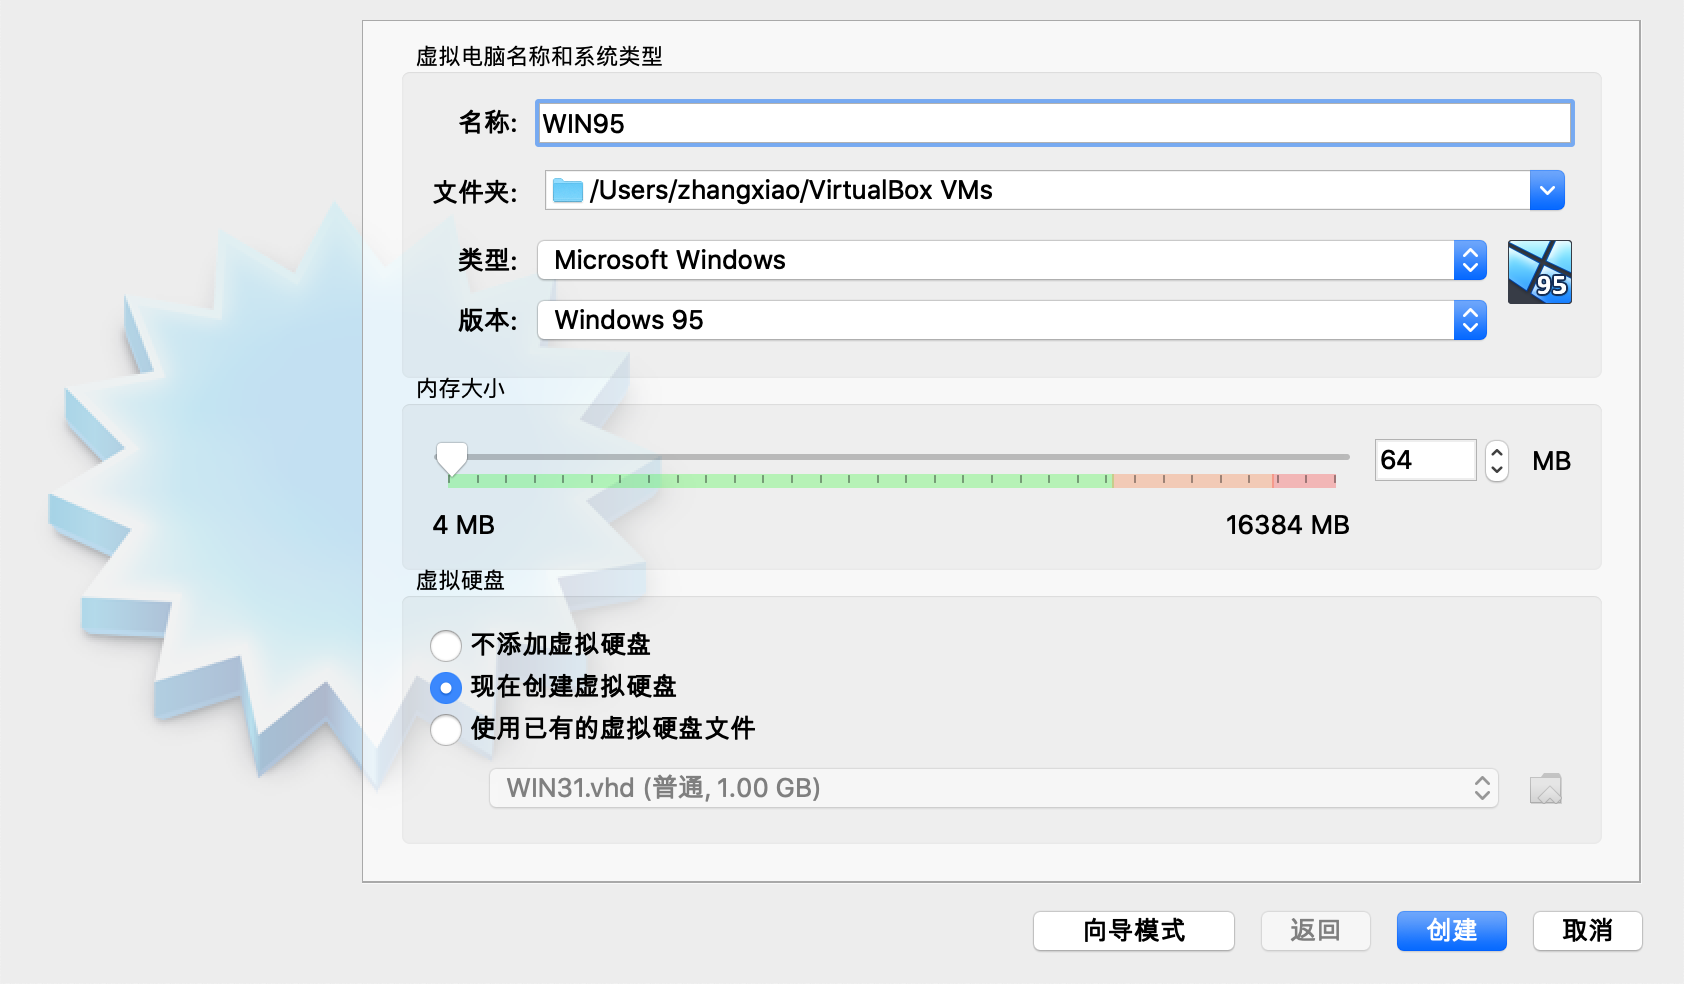 虚拟电脑名称和系统类型
名称: WIN95
文件夹: /Users/zhangxiao/VirtualBox VMs
类型: Microsoft Windows
95
版本: Windows 95
内存大小
64 MB
4 MB 16384 MB
虚拟硬盘
不添加虚拟硬盘
现在创建虚拟硬盘
使用已有的虚拟硬盘文件
WIN31.vhd (普通, 1.00 GB)
向导模式 返回 创建 取消